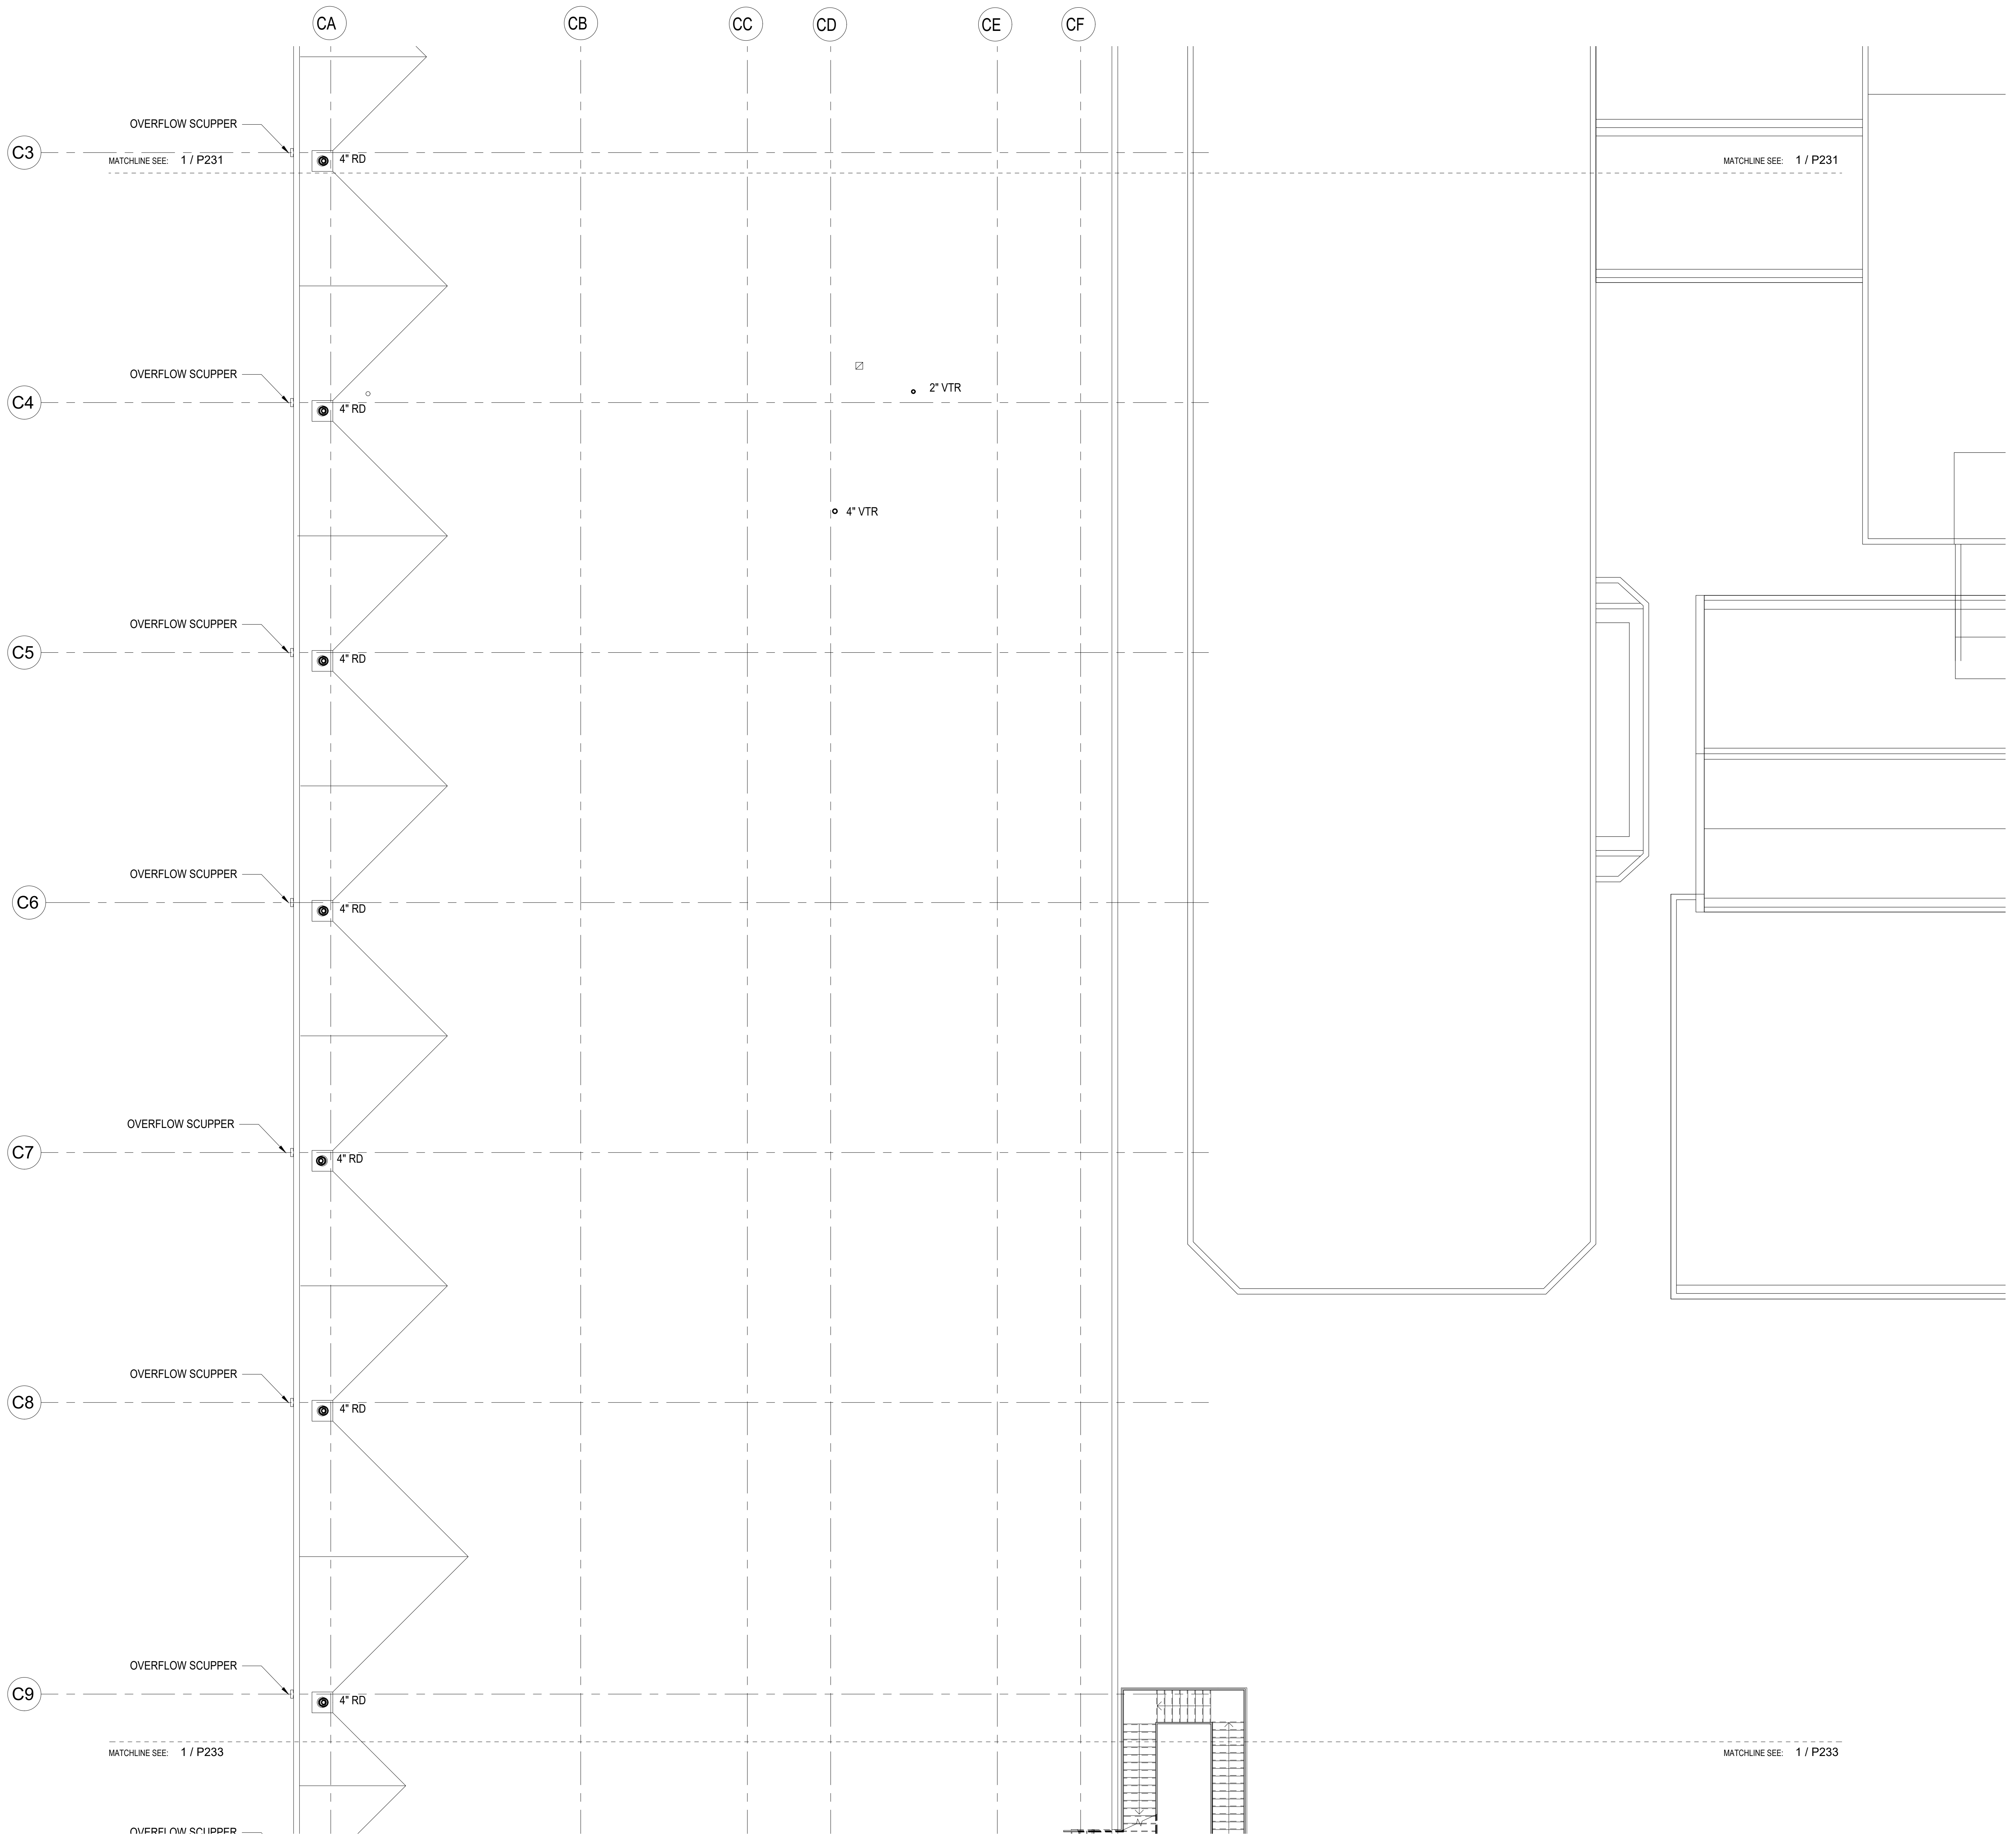 CA CB CC CD CE CF
OVERFLOW SCUPPER
C3
MATCHLINE SEE: 1 / P231
4" RD
MATCHLINE SEE: 1 / P231
OVERFLOW SCUPPER
2" VTR
C4
4" RD
4" VTR
OVERFLOW SCUPPER
C5
4" RD
OVERFLOW SCUPPER
C6
4" RD
OVERFLOW SCUPPER
C7
4" RD
OVERFLOW SCUPPER
C8
4" RD
OVERFLOW SCUPPER
C9
4" RD
MATCHLINE SEE: 1 / P233
MATCHLINE SEE: 1 / P233
OVERFLOW SCUPPER